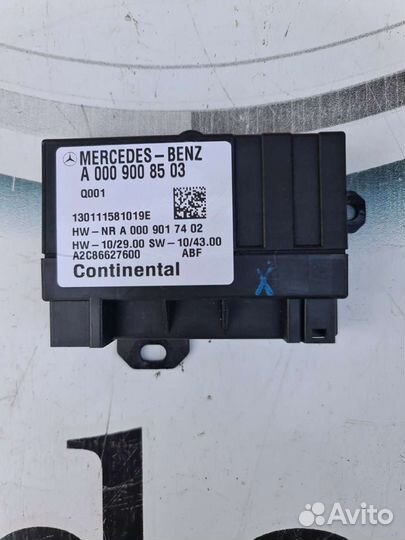 MERCEDES-BENZ
A 000 900 85 03
Q001
130111581019E
HW-NR A 000 901 74 02
HW-10/29.00 SW-10/43.00
A2C86627600 ABF
Continental
X
Avito